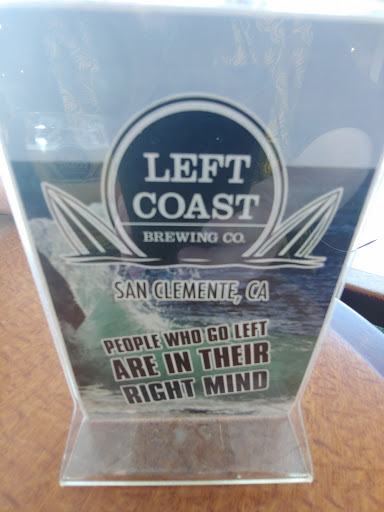 LEFT
COAST
BREWING CO.
SAN CLEMENTE, CA
PEOPLE WHO GO LEFT
ARE IN THEIR
RIGHT MIND